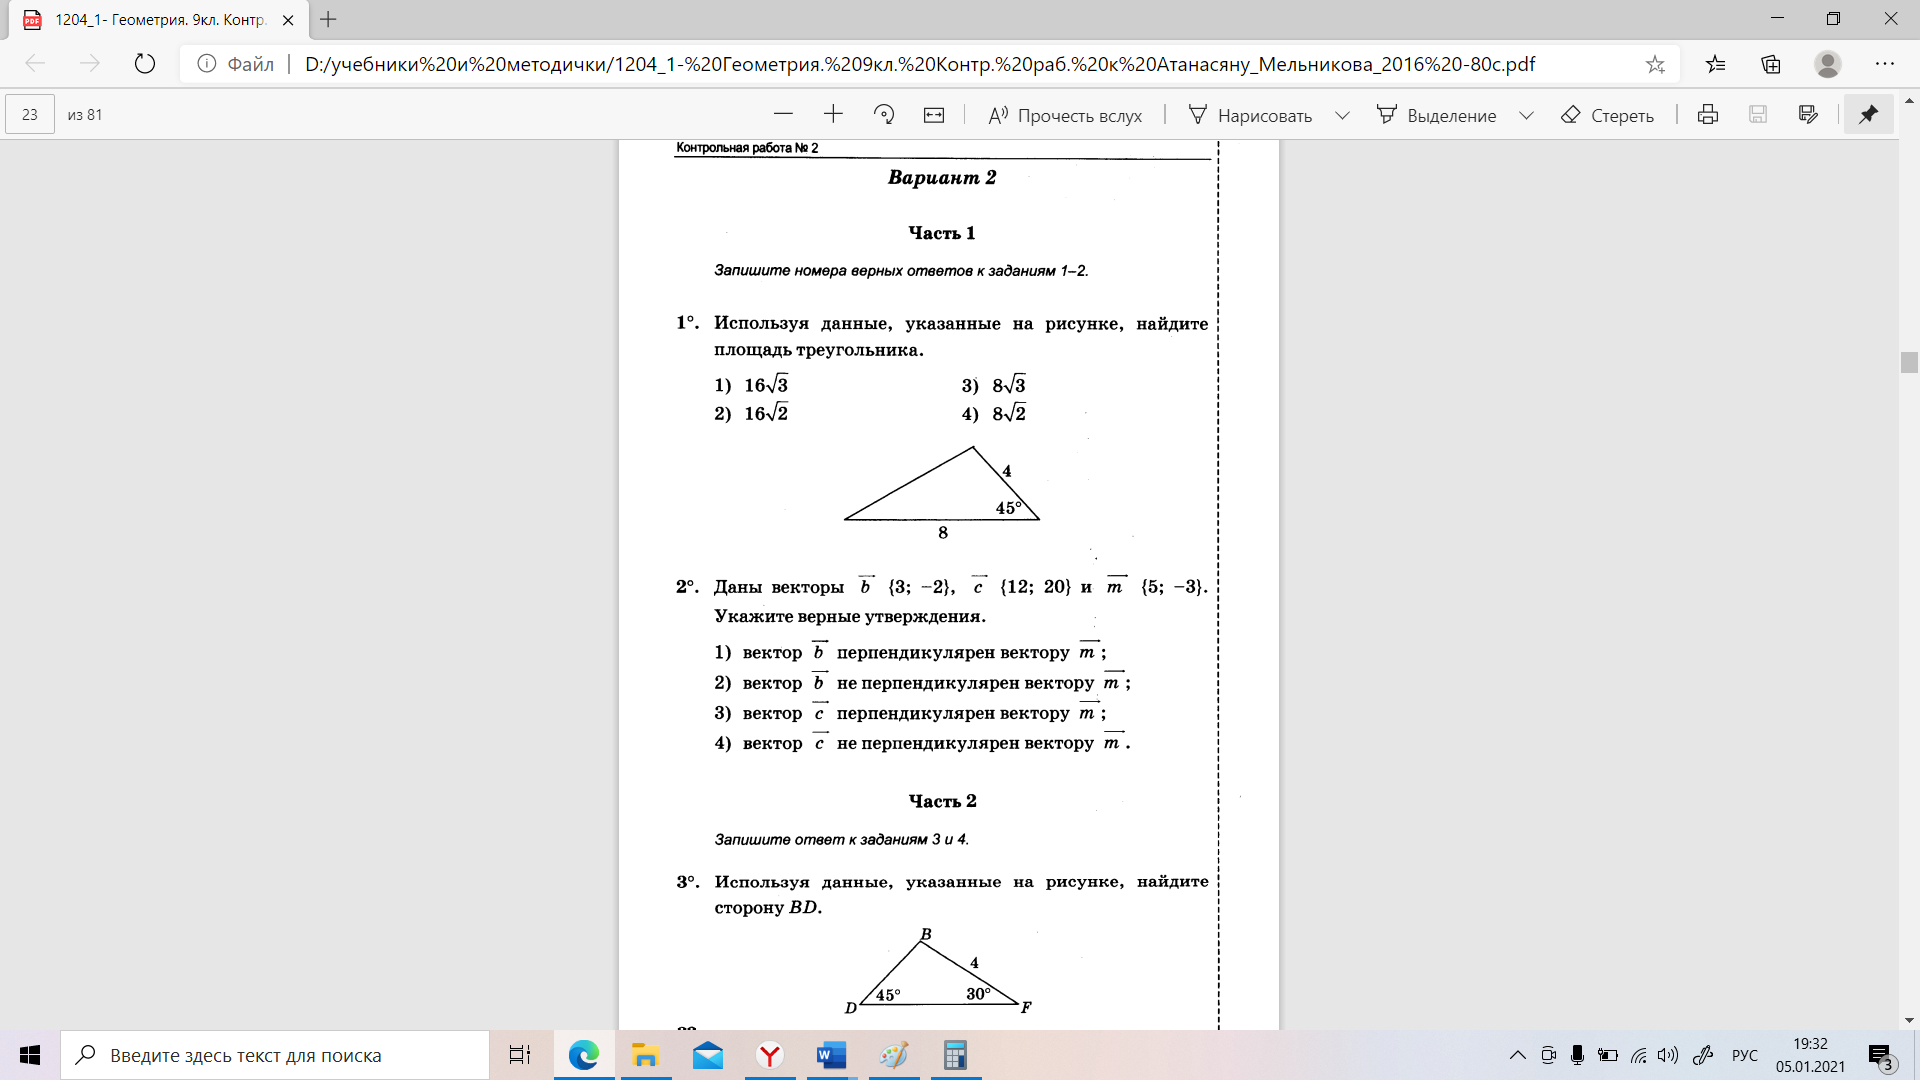 1204_1- Геометрия. 9кл. Контр.
Файл
D:/учебники%20и%20методички/1204_1-%20Геометрия.%209кл.%20Контр.%20раб.%20к%20Атанасяну_Мельникова_2016%20-80с.pdf
23 из 81
Прочесть вслух
Нарисовать
Выделение
Стереть
Контрольная работа № 2
Вариант 2
Часть 1
Запишите номера верных ответов к заданиям 1–2.
1°. Используя данные, указанные на рисунке, найдите
площадь треугольника.
1) 16√3 3) 8√3
2) 16√2 4) 8√2
4
45°
8
2°. Даны векторы b {3; −2}, c {12; 20} и m {5; −3}.
Укажите верные утверждения.
1) вектор b перпендикулярен вектору m ;
2) вектор b не перпендикулярен вектору m ;
3) вектор c перпендикулярен вектору m ;
4) вектор c не перпендикулярен вектору m .
Часть 2
Запишите ответ к заданиям 3 и 4.
3°. Используя данные, указанные на рисунке, найдите
сторону BD.
B
4
45° 30°
D F
Введите здесь текст для поиска
РУС
19:32
05.01.2021
3